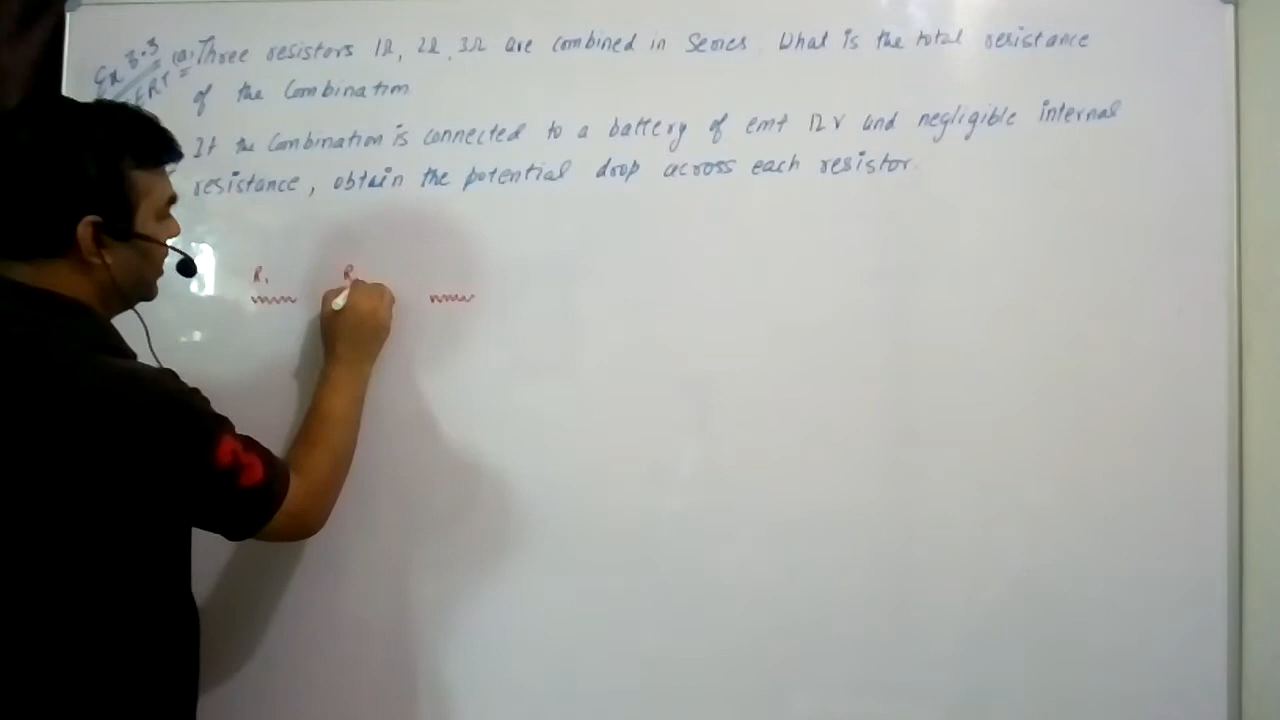 Ex 3.3 (a) Three resistors 1Ω, 2Ω, 3Ω are combined in series. What is the total resistance
of the combination
If the combination is connected to a battery of emf 12 V and negligible internal
resistance, obtain the potential drop across each resistor.
R₁ R